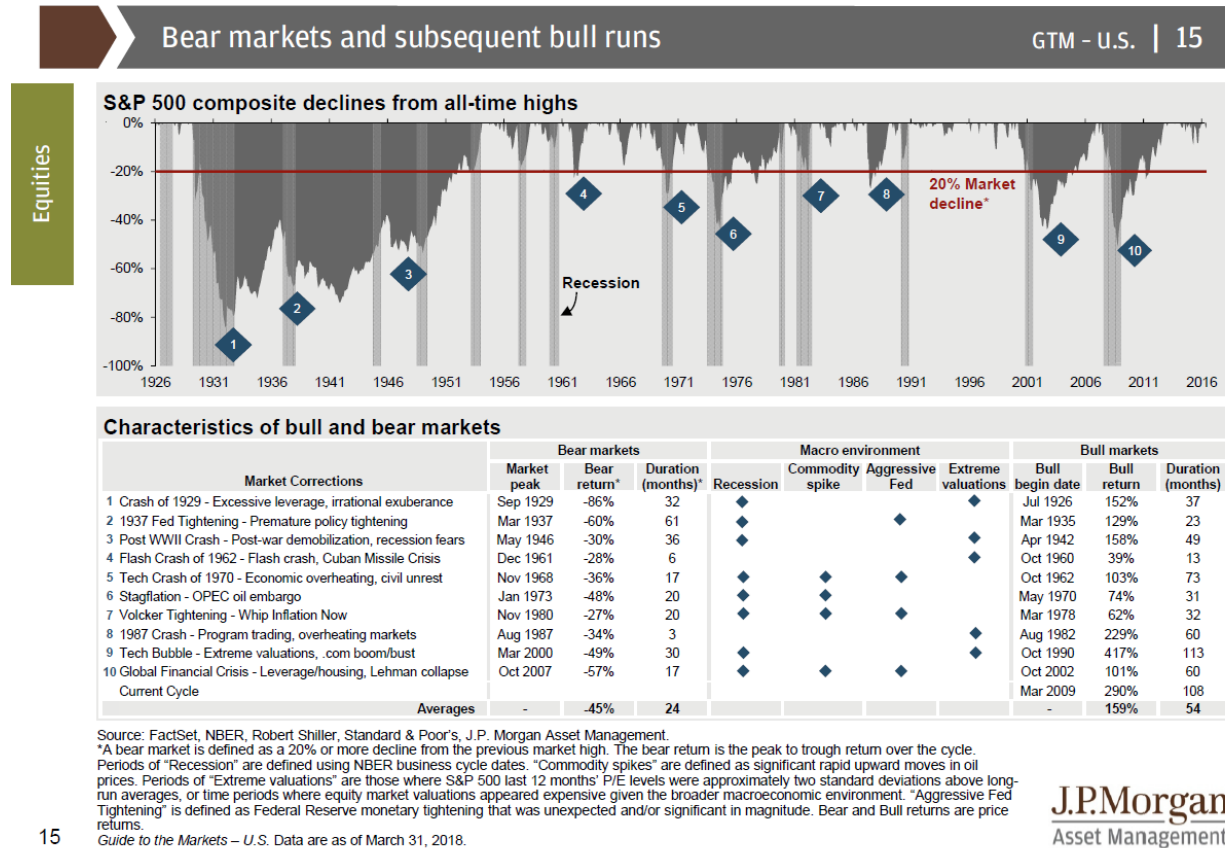 Bear markets and subsequent bull runs
GTM – U.S. | 15
Equities
S&P 500 composite declines from all-time highs
0%
-20%
-40%
-60%
-80%
-100%
20% Market
decline*
Recession
1
2
3
4
5
6
7
8
9
10
1926 1931 1936 1941 1946 1951 1956 1961 1966 1971 1976 1981 1986 1991 1996 2001 2006 2011 2016
Characteristics of bull and bear markets
Bear markets Macro environment Bull markets
Market Corrections Market peak Bear return* Duration (months)* Recession Commodity spike Aggressive Fed Extreme valuations Bull begin date Bull return Duration (months)
1 Crash of 1929 - Excessive leverage, irrational exuberance Sep 1929 -86% 32 ◆ ◆ Jul 1926 152% 37
2 1937 Fed Tightening - Premature policy tightening Mar 1937 -60% 61 ◆ ◆ Mar 1935 129% 23
3 Post WWII Crash - Post-war demobilization, recession fears May 1946 -30% 36 ◆ ◆ Apr 1942 158% 49
4 Flash Crash of 1962 - Flash crash, Cuban Missile Crisis Dec 1961 -28% 6 ◆ Oct 1960 39% 13
5 Tech Crash of 1970 - Economic overheating, civil unrest Nov 1968 -36% 17 ◆ ◆ ◆ Oct 1962 103% 73
6 Stagflation - OPEC oil embargo Jan 1973 -48% 20 ◆ ◆ May 1970 74% 31
7 Volcker Tightening - Whip Inflation Now Nov 1980 -27% 20 ◆ ◆ ◆ Mar 1978 62% 32
8 1987 Crash - Program trading, overheating markets Aug 1987 -34% 3 ◆ Aug 1982 229% 60
9 Tech Bubble - Extreme valuations, .com boom/bust Mar 2000 -49% 30 ◆ ◆ Oct 1990 417% 113
10 Global Financial Crisis - Leverage/housing, Lehman collapse Oct 2007 -57% 17 ◆ ◆ ◆ Oct 2002 101% 60
Current Cycle Mar 2009 290% 108
Averages - -45% 24 - 159% 54
Source: FactSet, NBER, Robert Shiller, Standard & Poor's, J.P. Morgan Asset Management.
*A bear market is defined as a 20% or more decline from the previous market high. The bear return is the peak to trough return over the cycle.
Periods of "Recession" are defined using NBER business cycle dates. "Commodity spikes" are defined as significant rapid upward moves in oil
prices. Periods of "Extreme valuations" are those where S&P 500 last 12 months' P/E levels were approximately two standard deviations above long-
run averages, or time periods where equity market valuations appeared expensive given the broader macroeconomic environment. "Aggressive Fed
Tightening" is defined as Federal Reserve monetary tightening that was unexpected and/or significant in magnitude. Bear and Bull returns are price
returns.
Guide to the Markets – U.S. Data are as of March 31, 2018.
15
J.P.Morgan
Asset Management